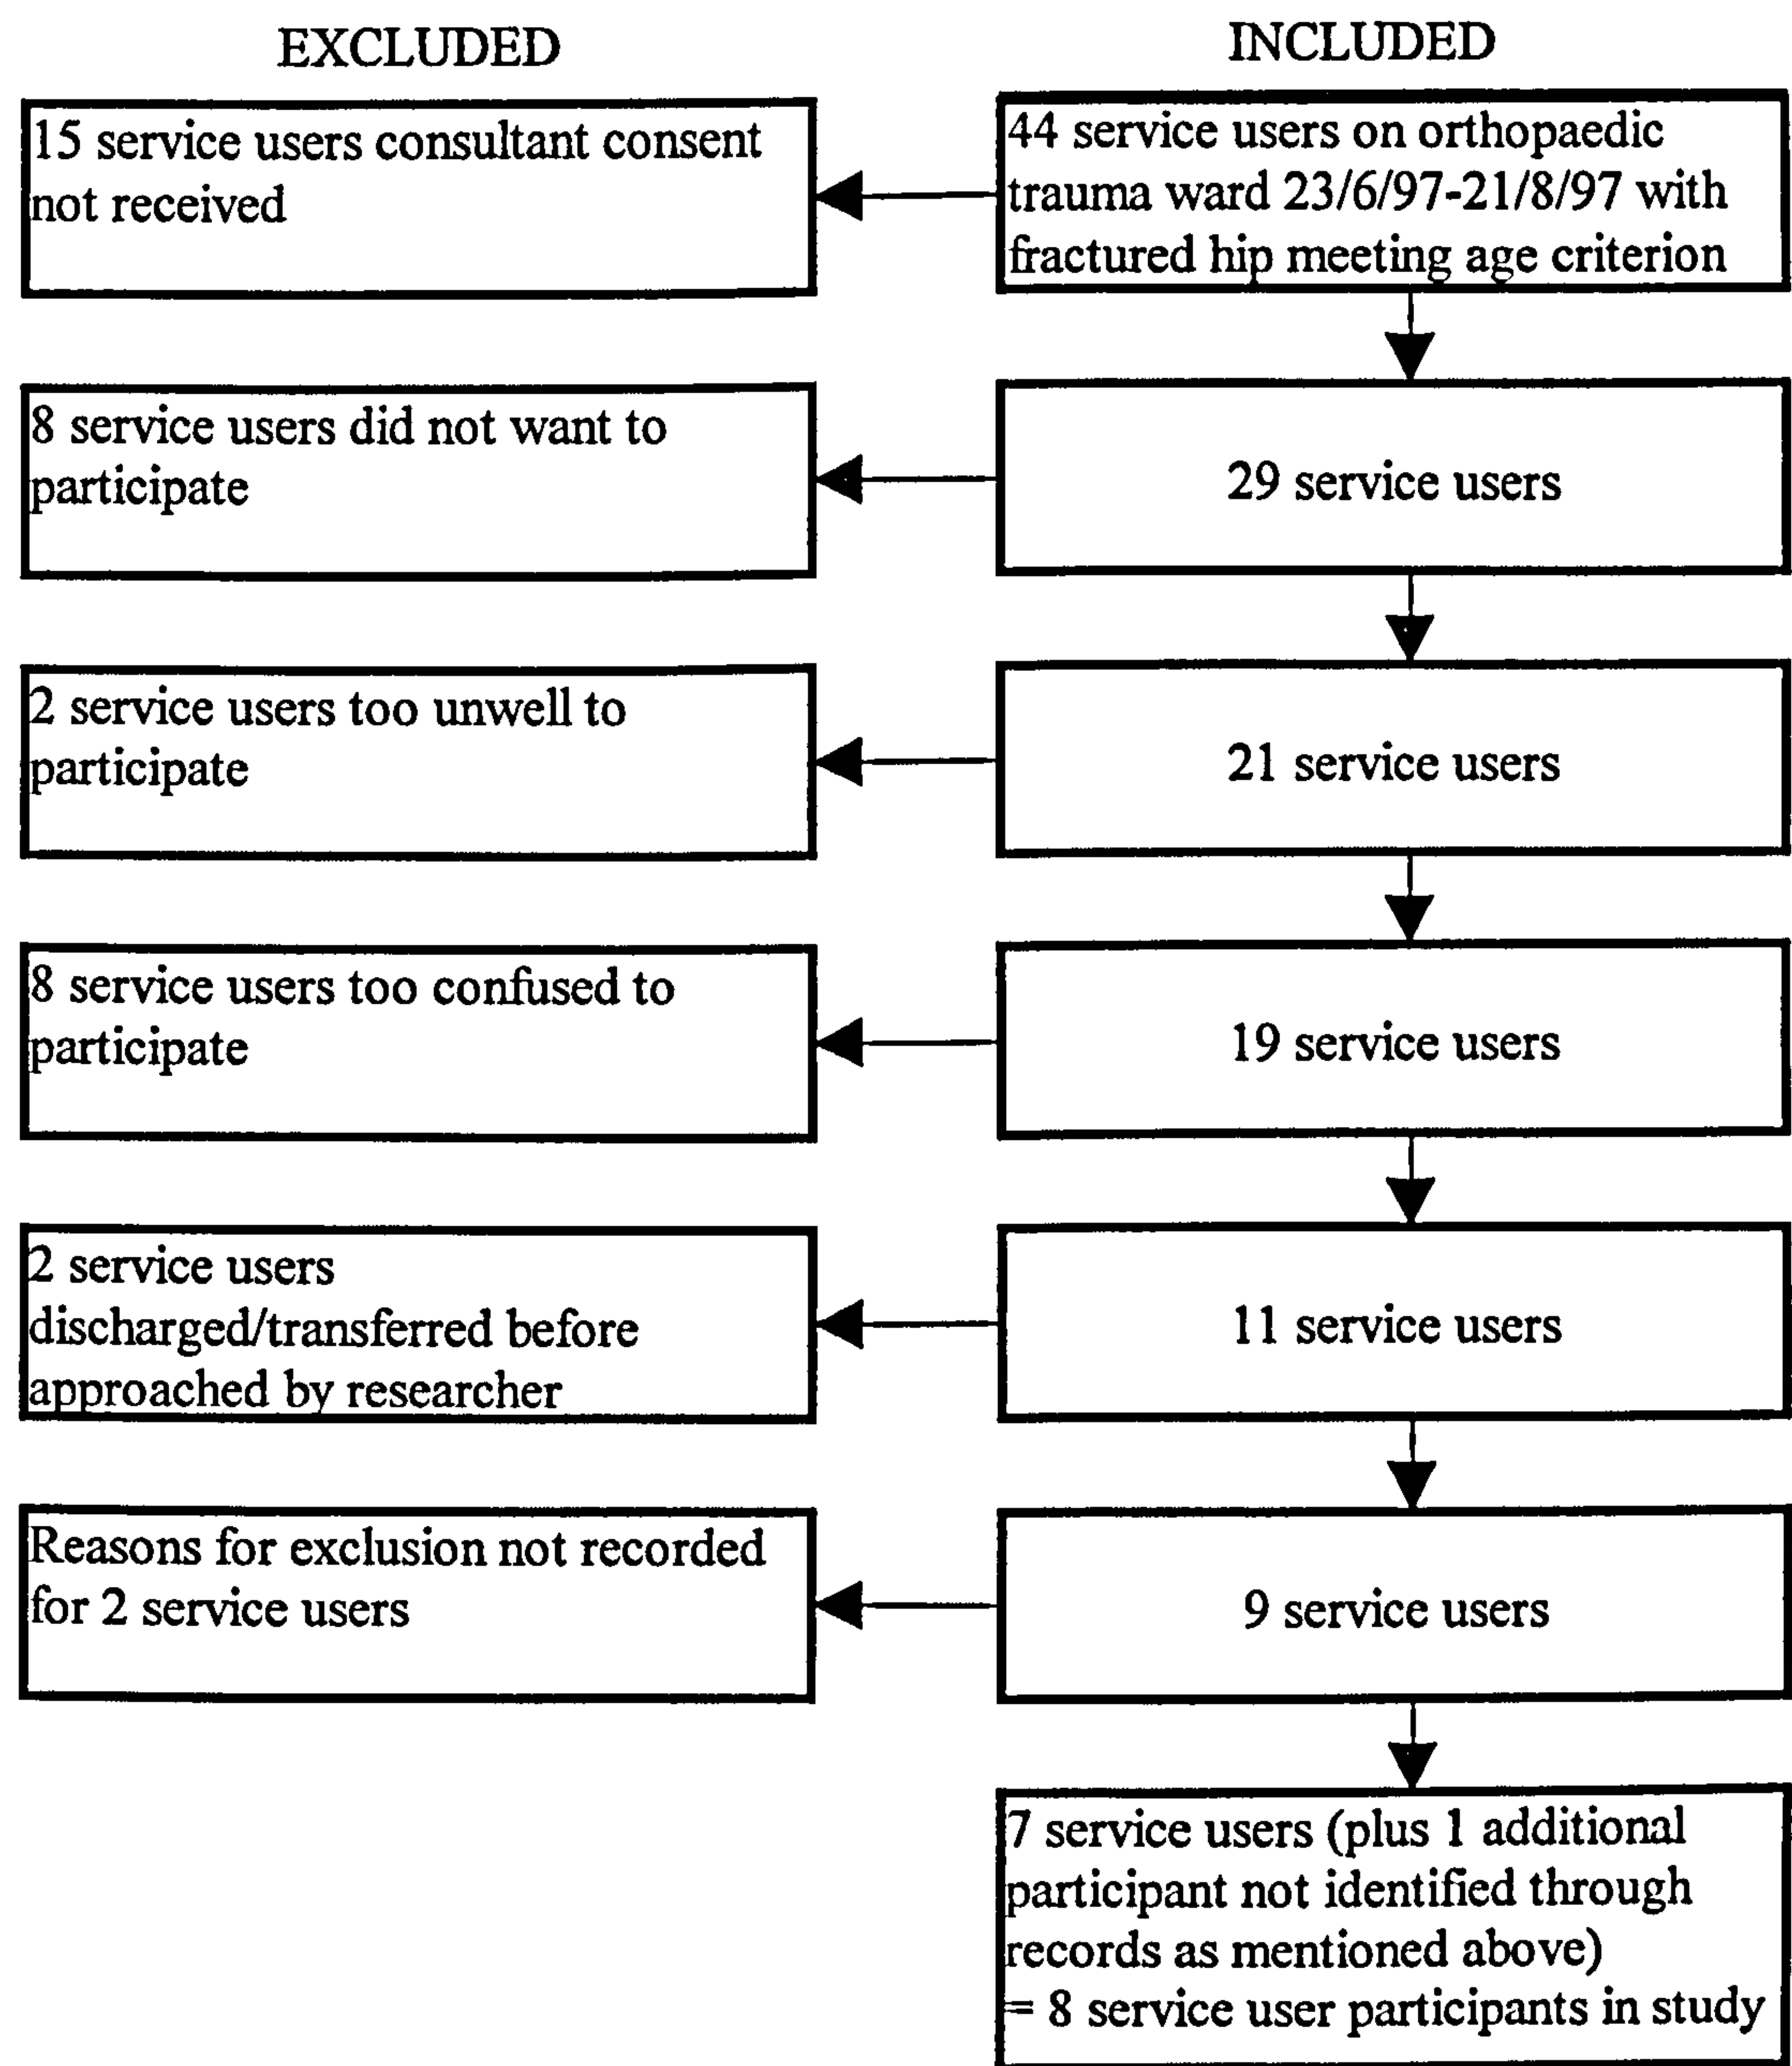 EXCLUDED
INCLUDED
15 service users consultant consent
not received
44 service users on orthopaedic
trauma ward 23/6/97-21/8/97 with
fractured hip meeting age criterion
8 service users did not want to
participate
29 service users
2 service users too unwell to
participate
21 service users
8 service users too confused to
participate
19 service users
2 service users
discharged/transferred before
approached by researcher
11 service users
Reasons for exclusion not recorded
for 2 service users
9 service users
7 service users (plus 1 additional
participant not identified through
records as mentioned above)
= 8 service user participants in study